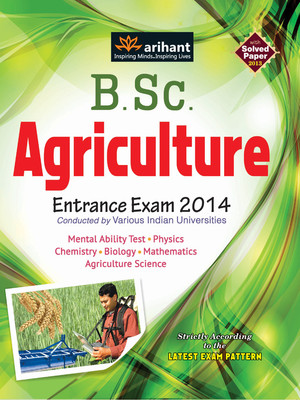 arihant
Inspiring Minds...Inspiring Lives
with
Solved
Paper
2013
B.Sc.
Agriculture
Entrance Exam 2014
Conducted by Various Indian Universities
Mental Ability Test • Physics
Chemistry • Biology • Mathematics
Agriculture Science
Strictly According
to the
LATEST EXAM PATTERN